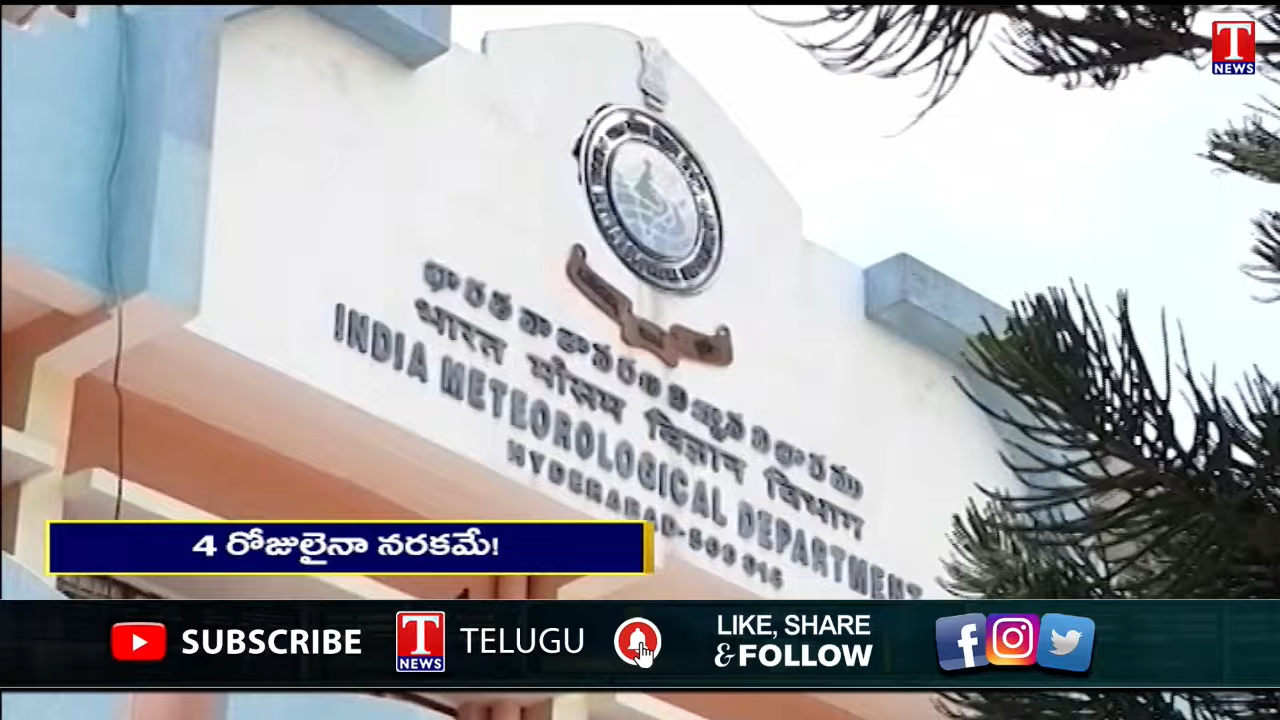 T
NEWS
భారత వాతావరణ విజ్ఞాన విభాగము
भारत मौसम विज्ञान विभाग
INDIA METEOROLOGICAL DEPARTMENT
HYDERABAD-500 016
4 రోజులైనా నరకమే!
SUBSCRIBE
T
NEWS
TELUGU
LIKE, SHARE
& FOLLOW